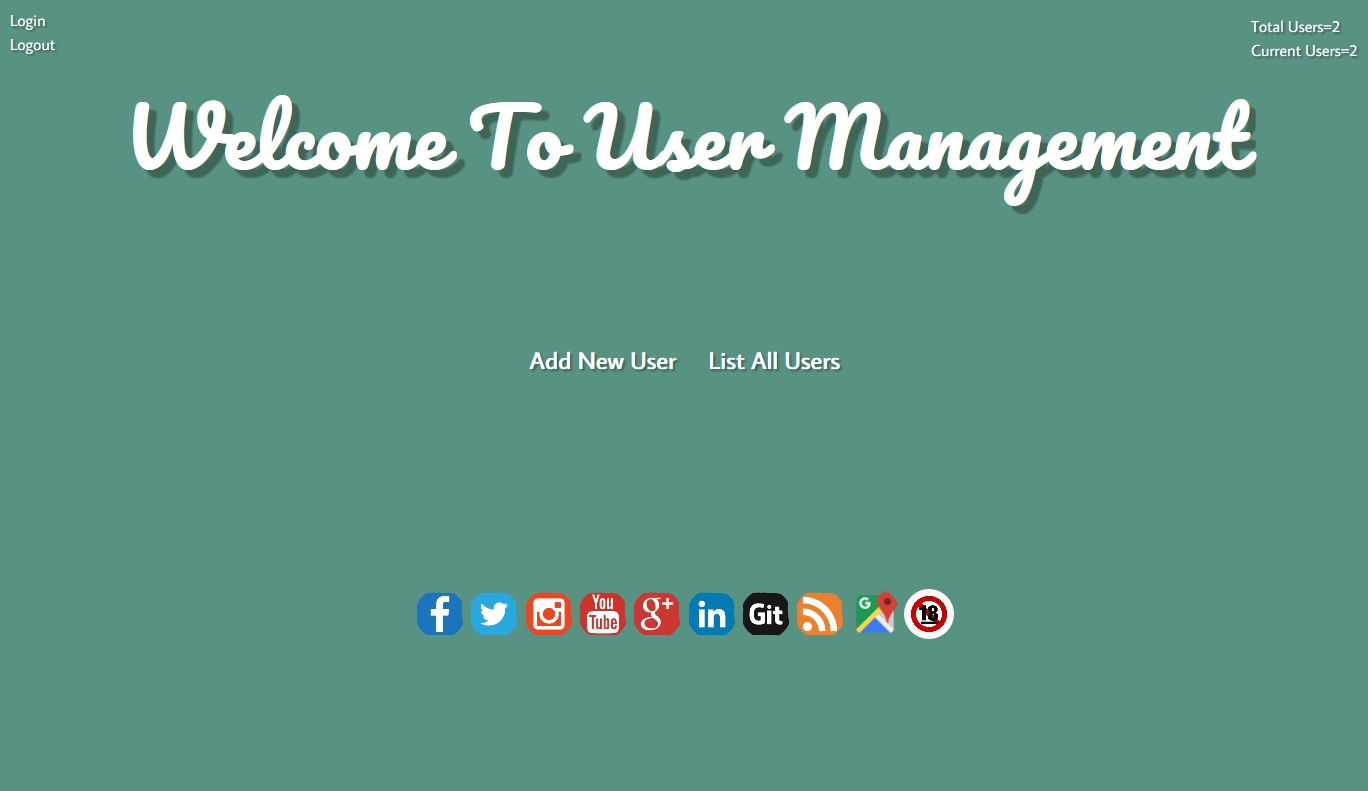 Login
Total Users=2
Logout
Current Users=2
Welcome To User Management
Add New User List All Users
f You Tube g+ in Git G 18